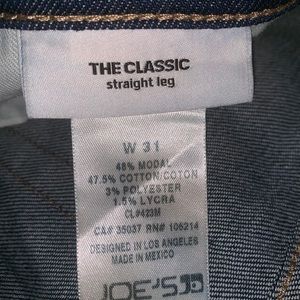 THE CLASSIC
straight leg
W 31
48% MODAL
47.5% COTTON/COTON
3% POLYESTER
1.5% LYCRA
CL#423M
CA# 35037 RN# 106214
DESIGNED IN LOS ANGELES
MADE IN MEXICO
JOE'S